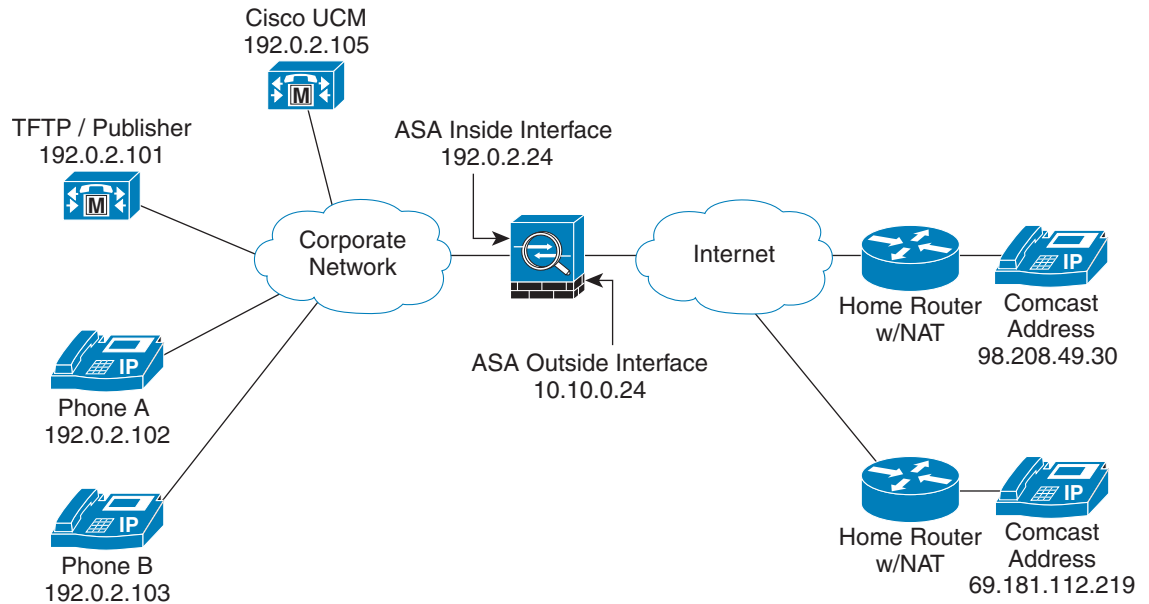 Cisco UCM
192.0.2.105
M
TFTP / Publisher
192.0.2.101
M
ASA Inside Interface
192.0.2.24
Corporate
Network
Internet
IP
Home Router
w/NAT
Comcast
Address
98.208.49.30
ASA Outside Interface
10.10.0.24
IP
Phone A
192.0.2.102
IP
Phone B
192.0.2.103
IP
Home Router
w/NAT
Comcast
Address
69.181.112.219